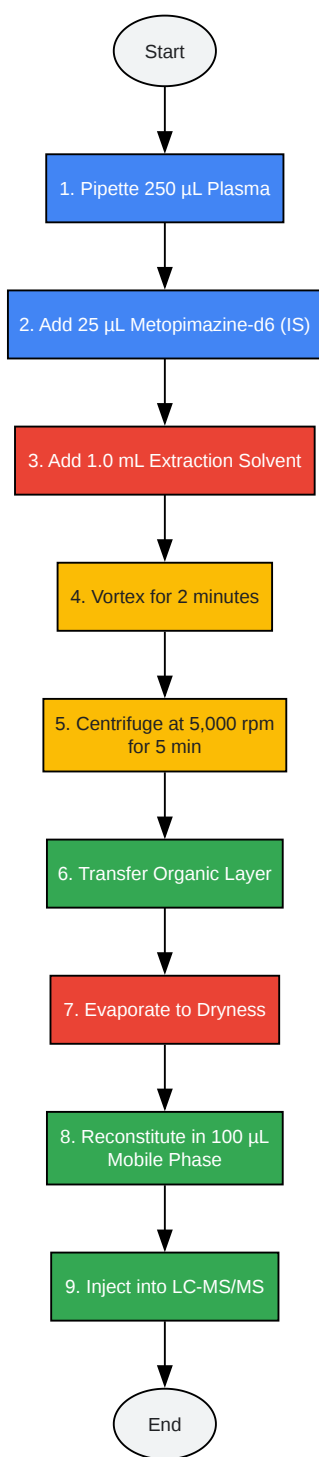 Start
1. Pipette 250 µL Plasma
2. Add 25 µL Metopimazine-d6 (IS)
3. Add 1.0 mL Extraction Solvent
4. Vortex for 2 minutes
5. Centrifuge at 5,000 rpm
for 5 min
6. Transfer Organic Layer
7. Evaporate to Dryness
8. Reconstitute in 100 µL
Mobile Phase
9. Inject into LC-MS/MS
End